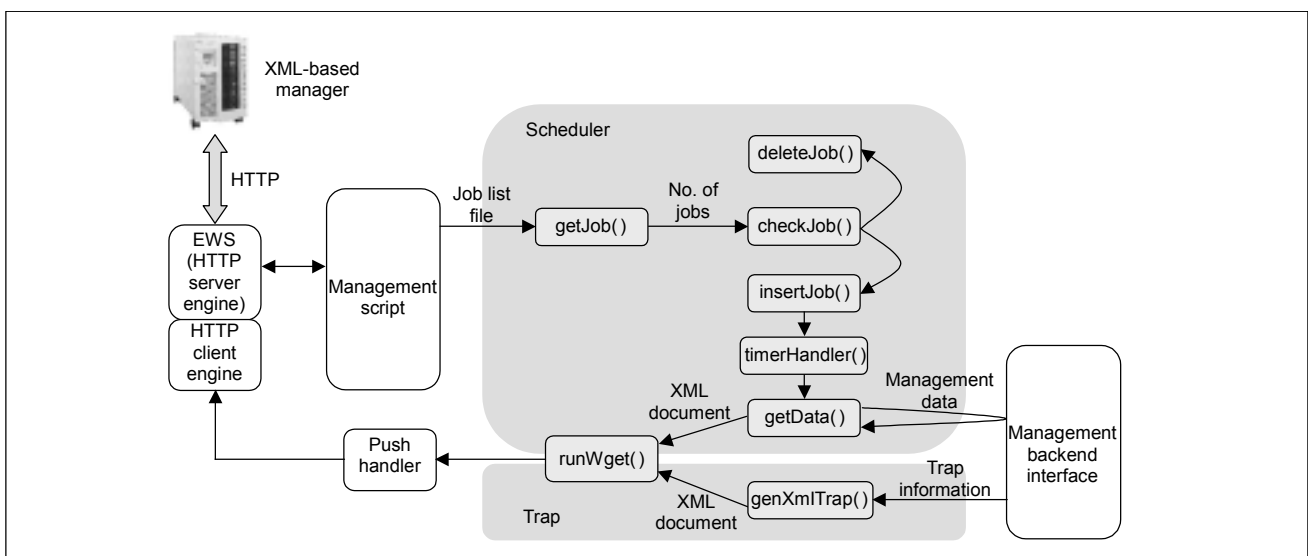 XML-based
manager
HTTP
EWS
(HTTP
server
engine)
HTTP
client
engine
Management
script
Job list
file
Scheduler
getJob( )
No. of
jobs
deleteJob( )
checkJob( )
insertJob( )
timerHandler( )
getData( )
XML
document
Management
data
Management
backend
interface
Push
handler
runWget( )
Trap
information
genXmlTrap( )
XML
document
Trap